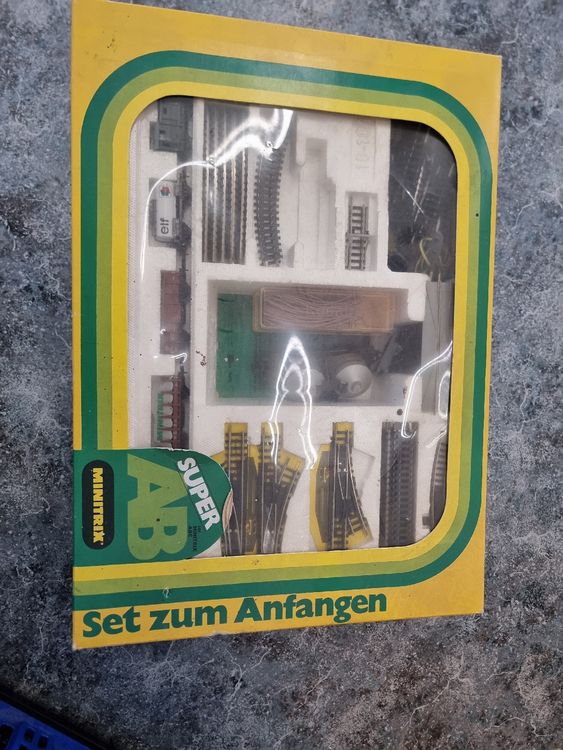 elf
SUPER
AB
MINITRIX
Set zum Anfangen